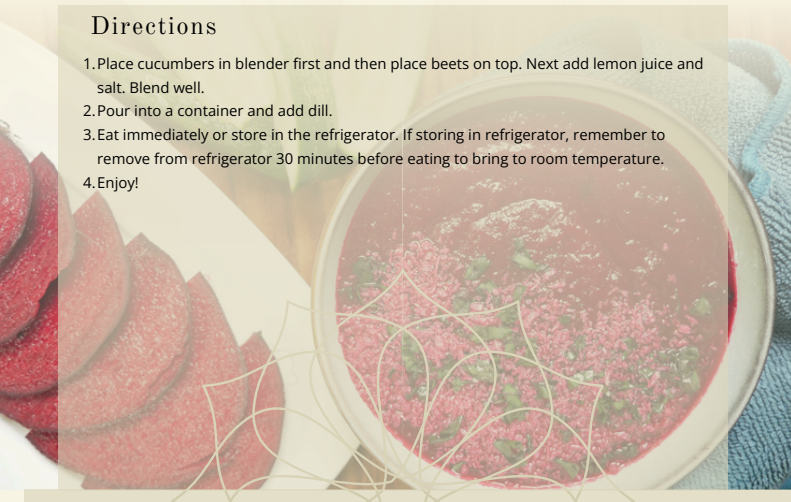 Directions
1. Place cucumbers in blender first and then place beets on top. Next add lemon juice and
salt. Blend well.
2. Pour into a container and add dill.
3. Eat immediately or store in the refrigerator. If storing in refrigerator, remember to
remove from refrigerator 30 minutes before eating to bring to room temperature.
4. Enjoy!